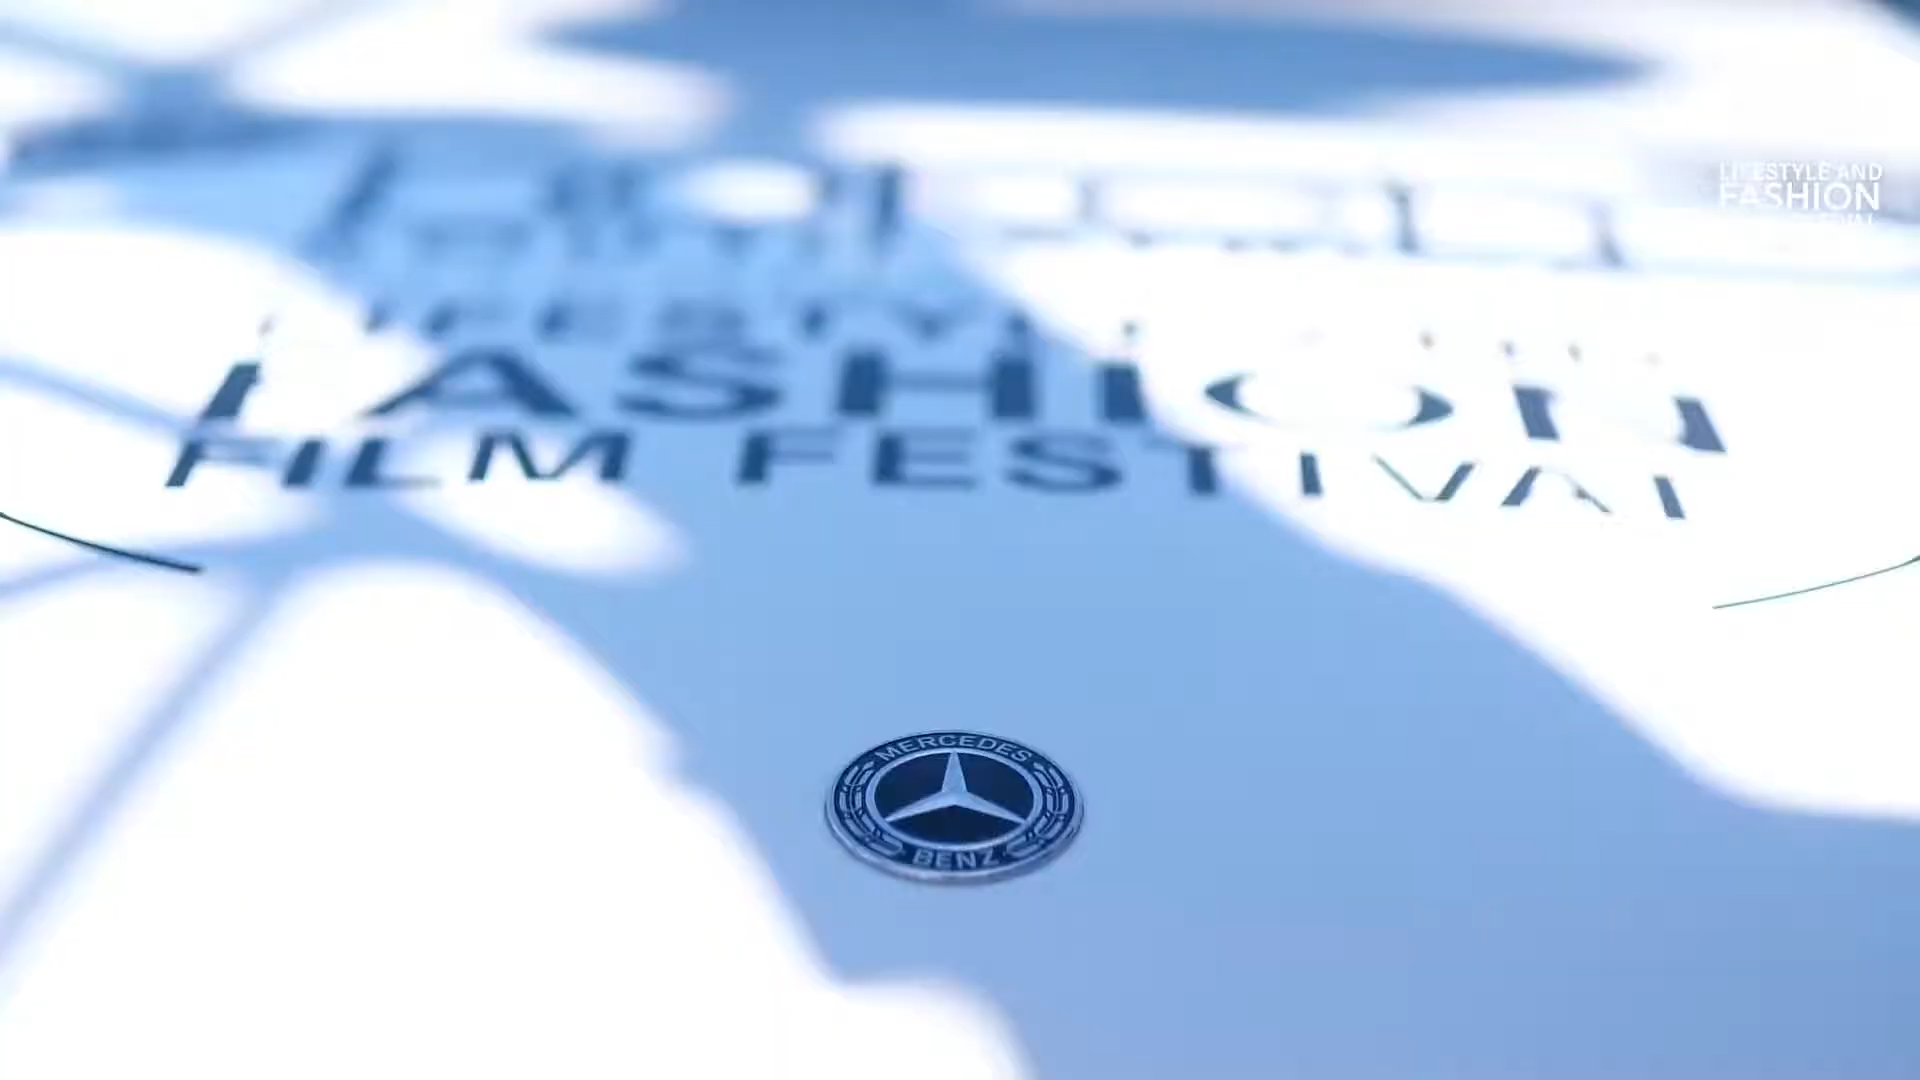 LIFESTYLE AND
FASHION
FASHION
FILM FESTIVAL
MERCEDES
BENZ